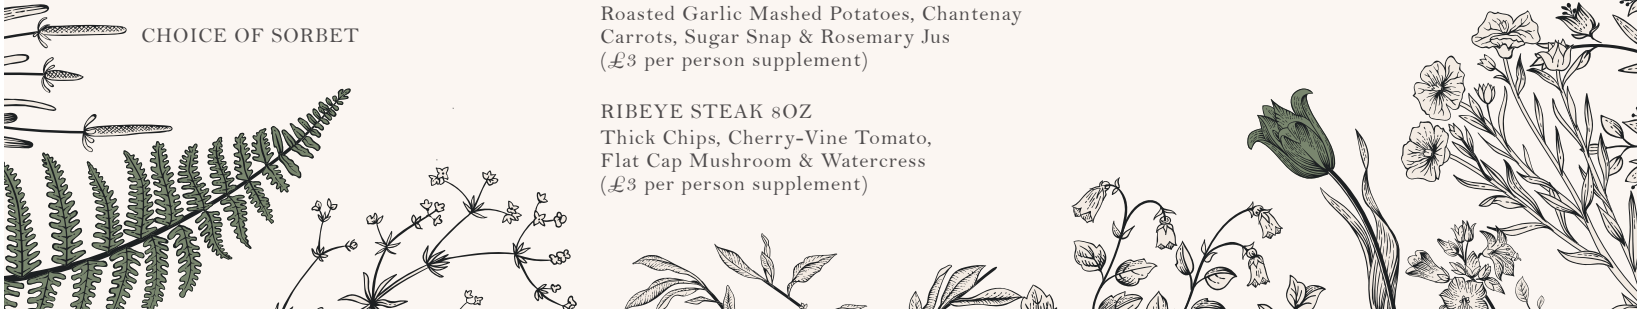 CHOICE OF SORBET
Roasted Garlic Mashed Potatoes, Chantenay
Carrots, Sugar Snap & Rosemary Jus
(£3 per person supplement)
RIBEYE STEAK 8OZ
Thick Chips, Cherry-Vine Tomato,
Flat Cap Mushroom & Watercress
(£3 per person supplement)